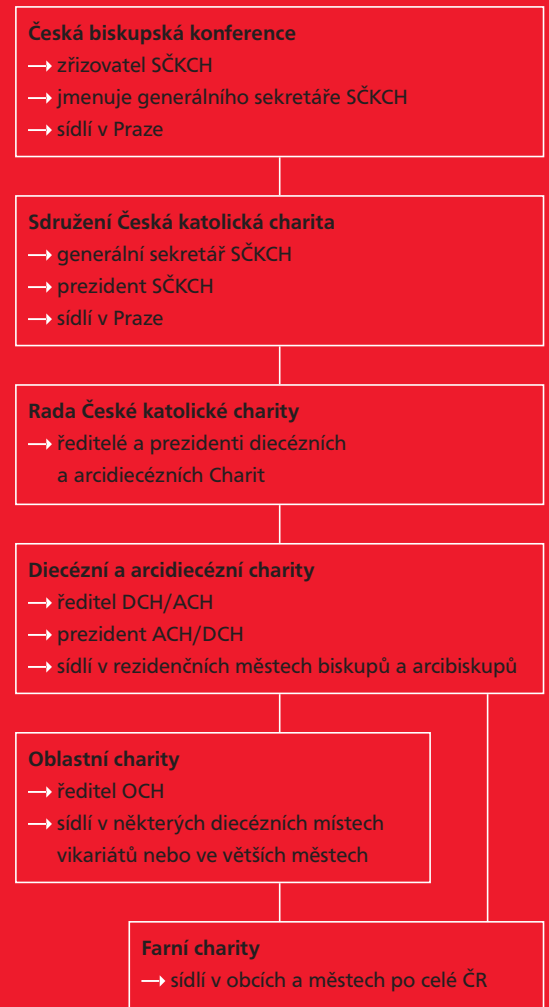 Česká biskupská konference
→ zřizovatel SČKCH
→ jmenuje generálního sekretáře SČKCH
→ sídlí v Praze
Sdružení Česká katolická charita
→ generální sekretář SČKCH
→ prezident SČKCH
→ sídlí v Praze
Rada České katolické charity
→ ředitelé a prezidenti diecézních
a arcidiecézních Charit
Diecézní a arcidiecézní charity
→ ředitel DCH/ACH
→ prezident ACH/DCH
→ sídlí v rezidenčních městech biskupů a arcibiskupů
Oblastní charity
→ ředitel OCH
→ sídlí v některých diecézních místech
vikariátů nebo ve větších městech
Farní charity
→ sídlí v obcích a městech po celé ČR